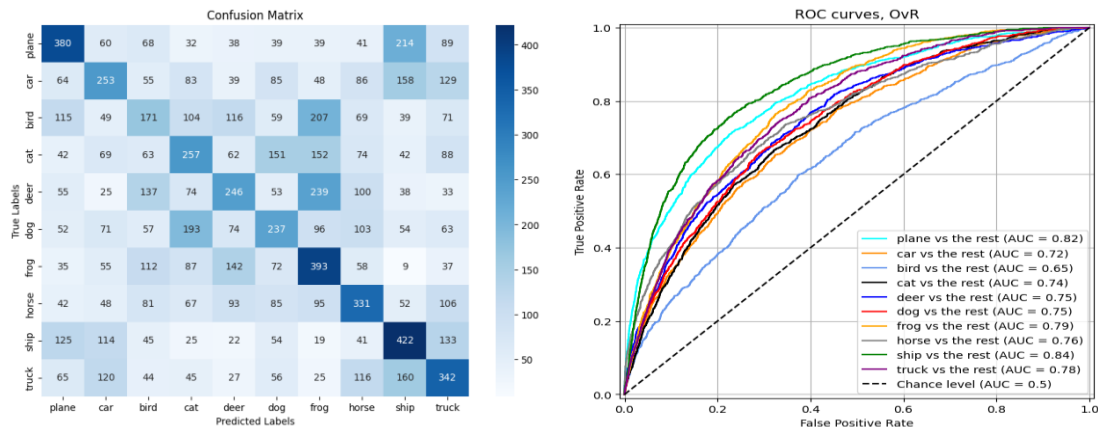 Confusion Matrix
True Labels
plane 380 60 68 32 38 39 39 41 214 89
car 64 253 55 83 39 85 48 86 158 129
bird 115 49 171 104 116 59 207 69 39 71
cat 42 69 63 257 62 151 152 74 42 88
deer 55 25 137 74 246 53 239 100 38 33
dog 52 71 57 193 74 237 96 103 54 63
frog 35 55 112 87 142 72 393 58 9 37
horse 42 48 81 67 93 85 95 331 52 106
ship 125 114 45 25 22 54 19 41 422 133
truck 65 120 44 45 27 56 25 116 160 342
plane car bird cat deer dog frog horse ship truck
Predicted Labels
400
350
300
250
200
150
100
50
ROC curves, OvR
True Positive Rate
1.0
0.8
0.6
0.4
0.2
0.0
plane vs the rest (AUC = 0.82)
car vs the rest (AUC = 0.72)
bird vs the rest (AUC = 0.65)
cat vs the rest (AUC = 0.74)
deer vs the rest (AUC = 0.75)
dog vs the rest (AUC = 0.75)
frog vs the rest (AUC = 0.79)
horse vs the rest (AUC = 0.76)
ship vs the rest (AUC = 0.84)
truck vs the rest (AUC = 0.78)
Chance level (AUC = 0.5)
0.0 0.2 0.4 0.6 0.8 1.0
False Positive Rate